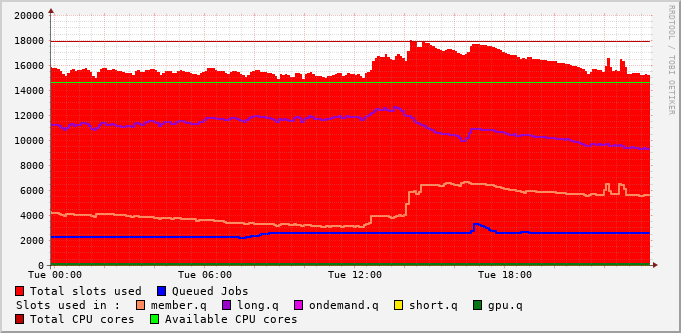 20000
18000
16000
14000
12000
10000
8000
6000
4000
2000
0
Tue 00:00 Tue 06:00 Tue 12:00 Tue 18:00
RRDTOOL / TOBI OETIKER
Total slots used Queued Jobs
Slots used in : member.q long.q ondemand.q short.q gpu.q
Total CPU cores Available CPU cores